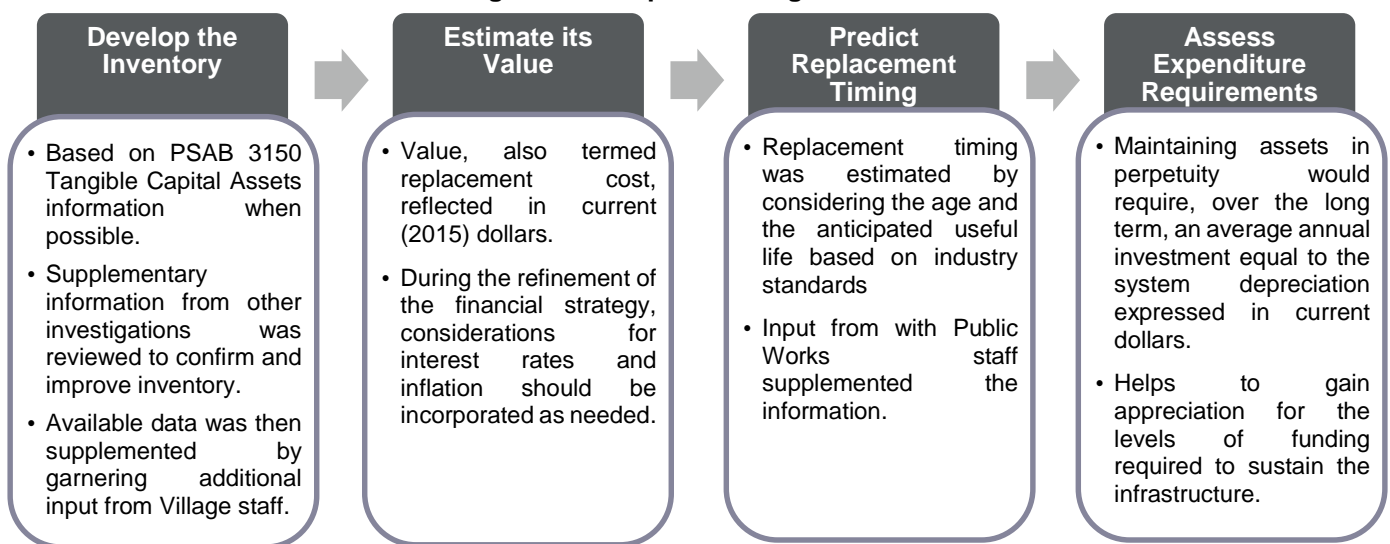 Develop the
Inventory
• Based on PSAB 3150
Tangible Capital Assets
information when
possible.
• Supplementary
information from other
investigations was
reviewed to confirm and
improve inventory.
• Available data was then
supplemented by
garnering additional
input from Village staff.
Estimate its
Value
• Value, also termed
replacement cost,
reflected in current
(2015) dollars.
• During the refinement of
the financial strategy,
considerations for
interest rates and
inflation should be
incorporated as needed.
Predict
Replacement
Timing
• Replacement timing
was estimated by
considering the age and
the anticipated useful
life based on industry
standards
• Input from with Public
Works staff
supplemented the
information.
Assess
Expenditure
Requirements
• Maintaining assets in
perpetuity would
require, over the long
term, an average annual
investment equal to the
system depreciation
expressed in current
dollars.
• Helps to gain
appreciation for the
levels of funding
required to sustain the
infrastructure.